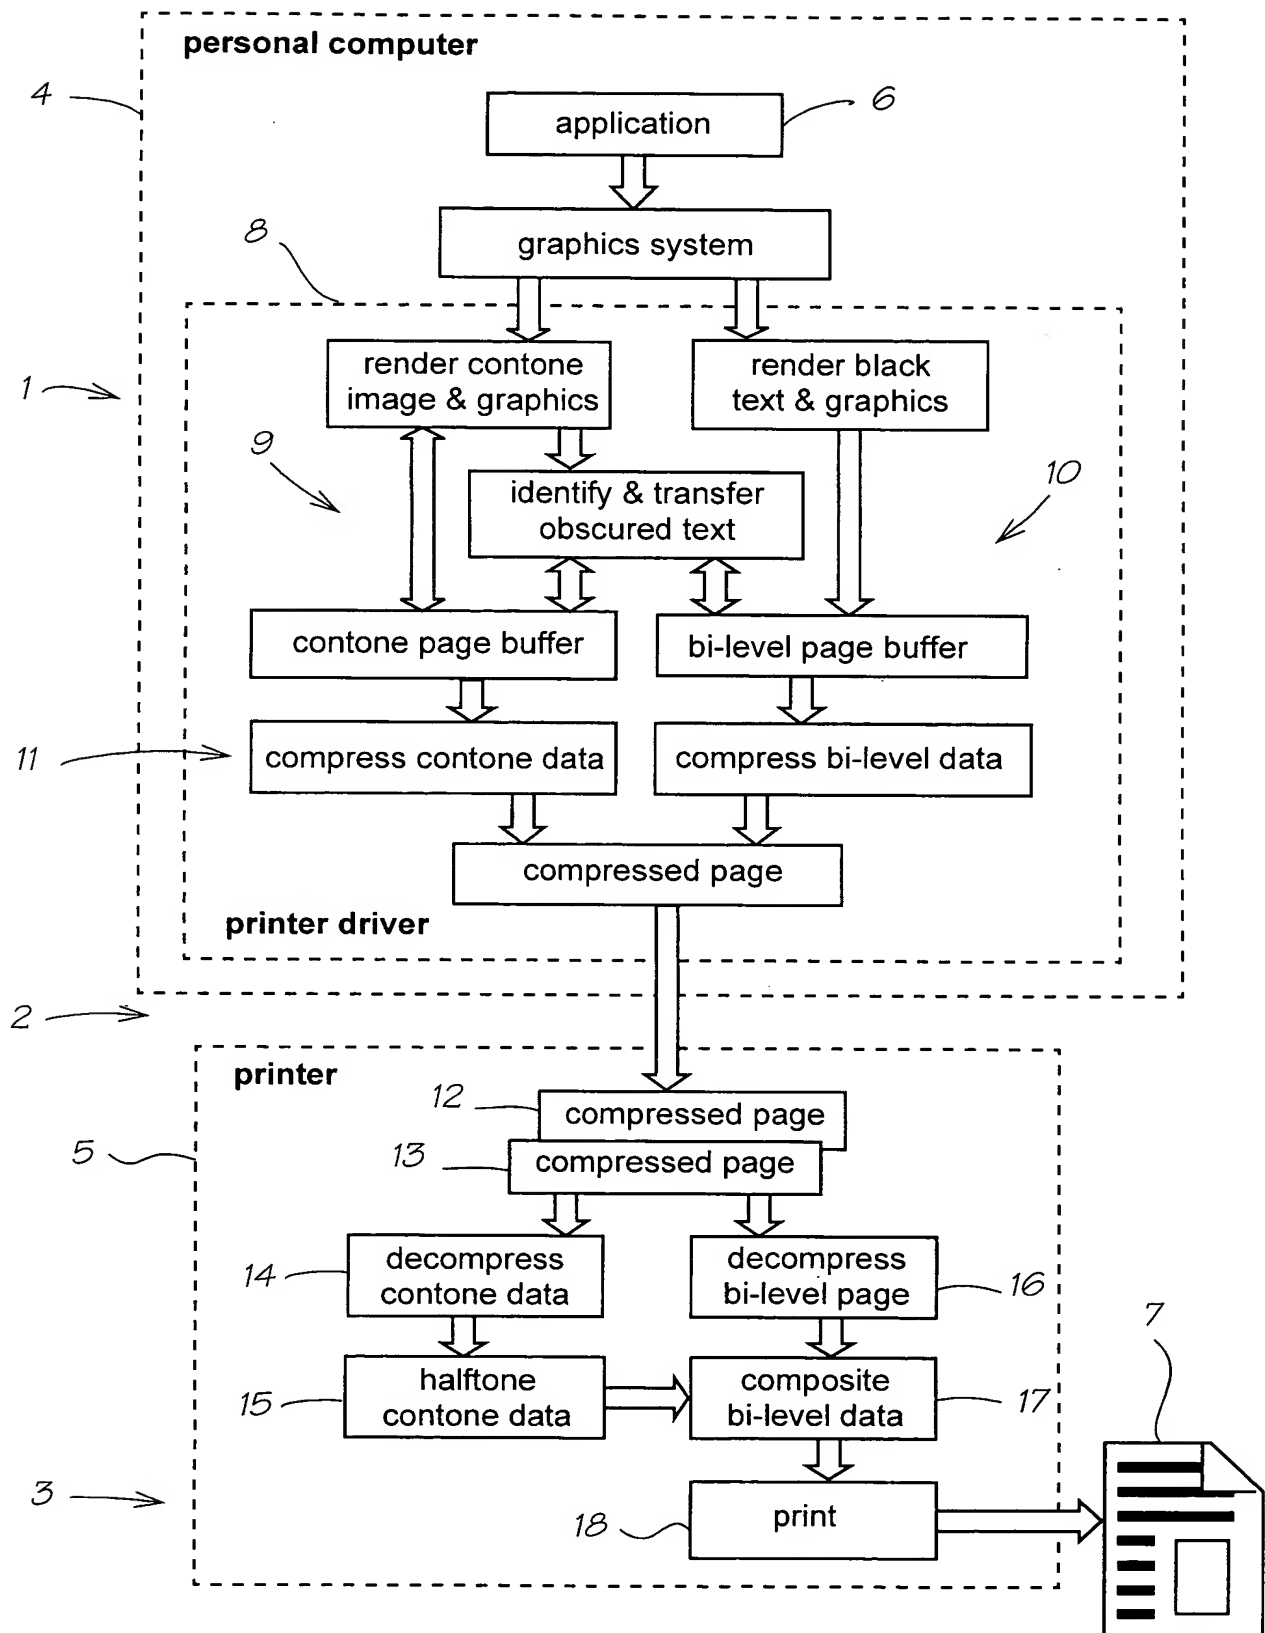 personal computer
4
6
application
8
graphics system
1
render contone
image & graphics
render black
text & graphics
9
10
identify & transfer
obscured text
contone page buffer
bi-level page buffer
11
compress contone data
compress bi-level data
compressed page
printer driver
2
printer
12
compressed page
5
13
compressed page
14
decompress
contone data
decompress
bi-level page
16
7
15
halftone
contone data
composite
bi-level data
17
3
18
print